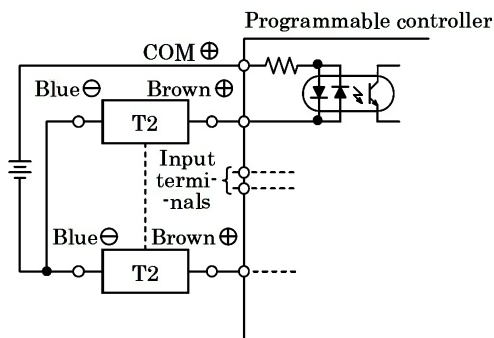 Programmable controller
COM ⊕
Blue ⊖ Brown ⊕
T2
Input
termi-
-nals
Blue ⊖ Brown ⊕
T2